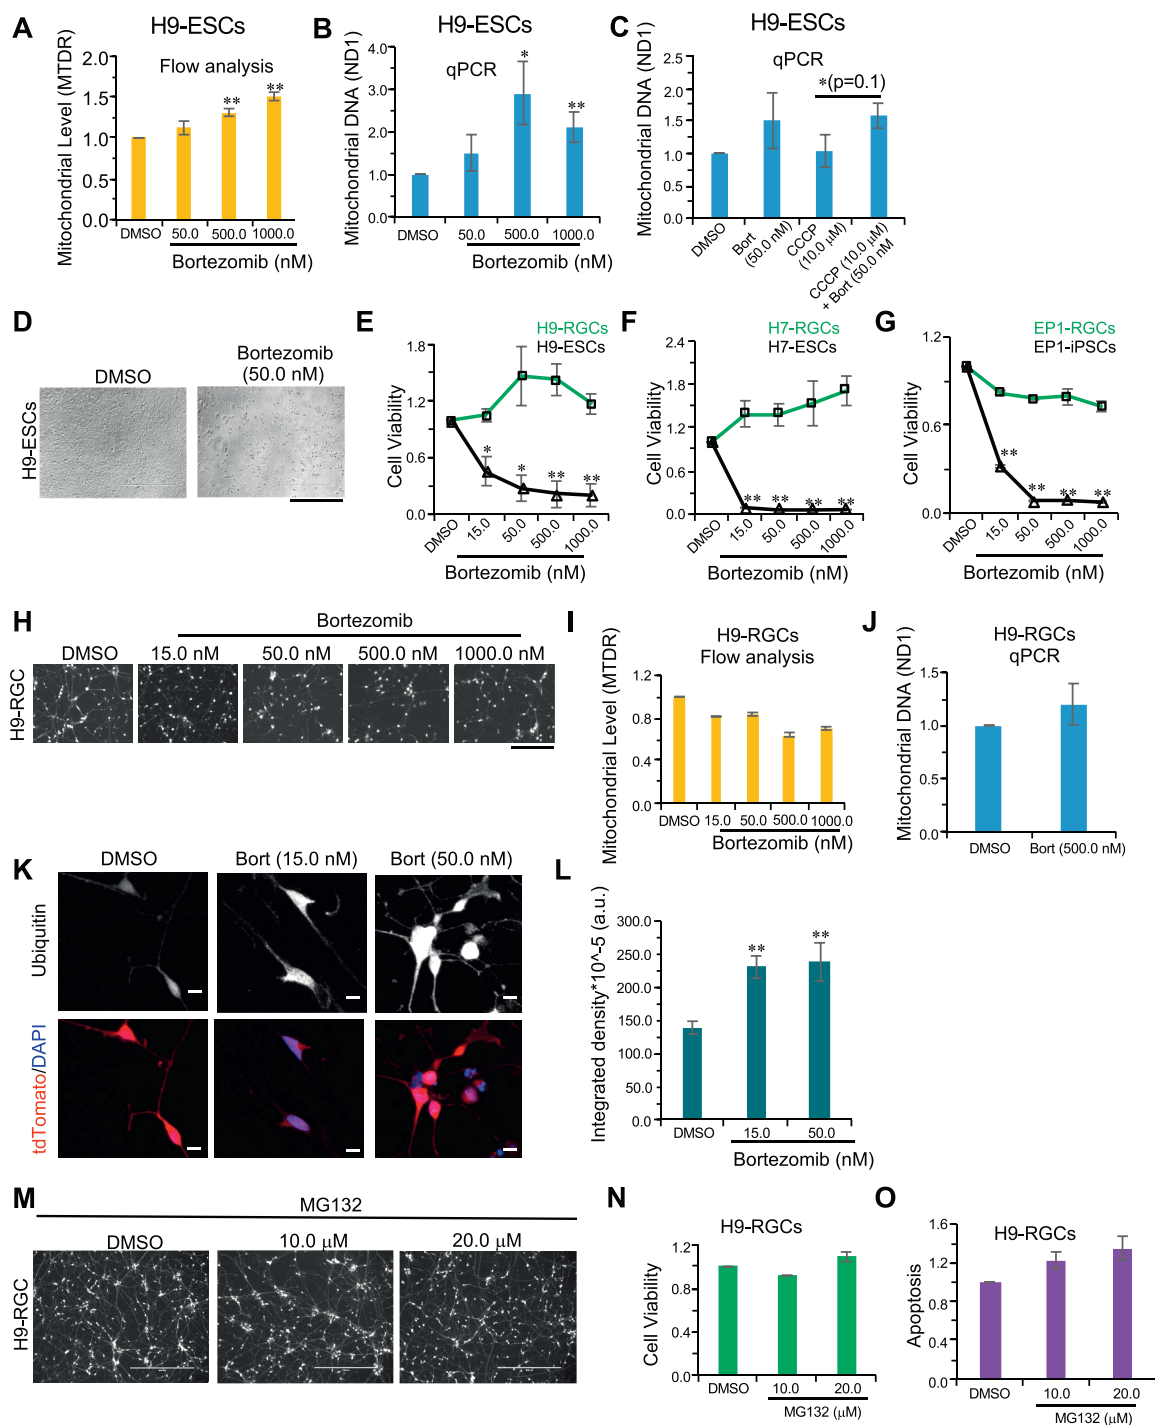 A
H9-ESCs
Flow analysis
Mitochondrial Level (MTDR)
2.0
1.5
1.0
0.5
0.0
**
**
DMSO
50.0
500.0
1000.0
Bortezomib (nM)
B
H9-ESCs
qPCR
Mitochondrial DNA (ND1)
4.0
3.0
2.0
1.0
0.0
*
**
DMSO
50.0
500.0
1000.0
Bortezomib (nM)
C
H9-ESCs
qPCR
Mitochondrial DNA (ND1)
2.5
2.0
1.5
1.0
0.5
0.0
*(p=0.1)
DMSO
Bort
(50.0 nM)
CCCP
(10.0 µM)
CCCP (10.0 µM)
+ Bort (50.0 nM
D
H9-ESCs
DMSO
Bortezomib
(50.0 nM)
E
H9-RGCs
H9-ESCs
Cell Viability
1.8
1.2
0.6
0.0
*
*
**
**
DMSO
15.0
50.0
500.0
1000.0
Bortezomib (nM)
F
H7-RGCs
H7-ESCs
Cell Viability
2.4
1.8
1.2
0.6
0.0
**
**
**
**
DMSO
15.0
50.0
500.0
1000.0
Bortezomib (nM)
G
EP1-RGCs
EP1-iPSCs
Cell Viability
1.2
0.9
0.6
0.3
0.0
**
**
**
**
DMSO
15.0
50.0
500.0
1000.0
Bortezomib (nM)
H
Bortezomib
DMSO
15.0 nM
50.0 nM
500.0 nM
1000.0 nM
H9-RGC
I
H9-RGCs
Flow analysis
Mitochondrial Level (MTDR)
1.2
0.8
0.4
0.0
DMSO
15.0
50.0
500.0
1000.0
Bortezomib (nM)
J
H9-RGCs
qPCR
Mitochondrial DNA (ND1)
1.5
1.0
0.5
0.0
DMSO
Bort (500.0 nM)
K
DMSO
Bort (15.0 nM)
Bort (50.0 nM)
Ubiquitin
tdTomato/DAPI
L
Integrated density*10^-5 (a.u.)
300.0
250.0
200.0
150.0
100.0
50.0
0.0
**
**
DMSO
15.0
50.0
Bortezomib (nM)
M
MG132
DMSO
10.0 µM
20.0 µM
H9-RGC
N
H9-RGCs
Cell Viability
1.2
0.8
0.4
0.0
DMSO
10.0
20.0
MG132 (µM)
O
H9-RGCs
Apoptosis
1.6
1.2
0.8
0.4
0.0
DMSO
10.0
20.0
MG132 (µM)